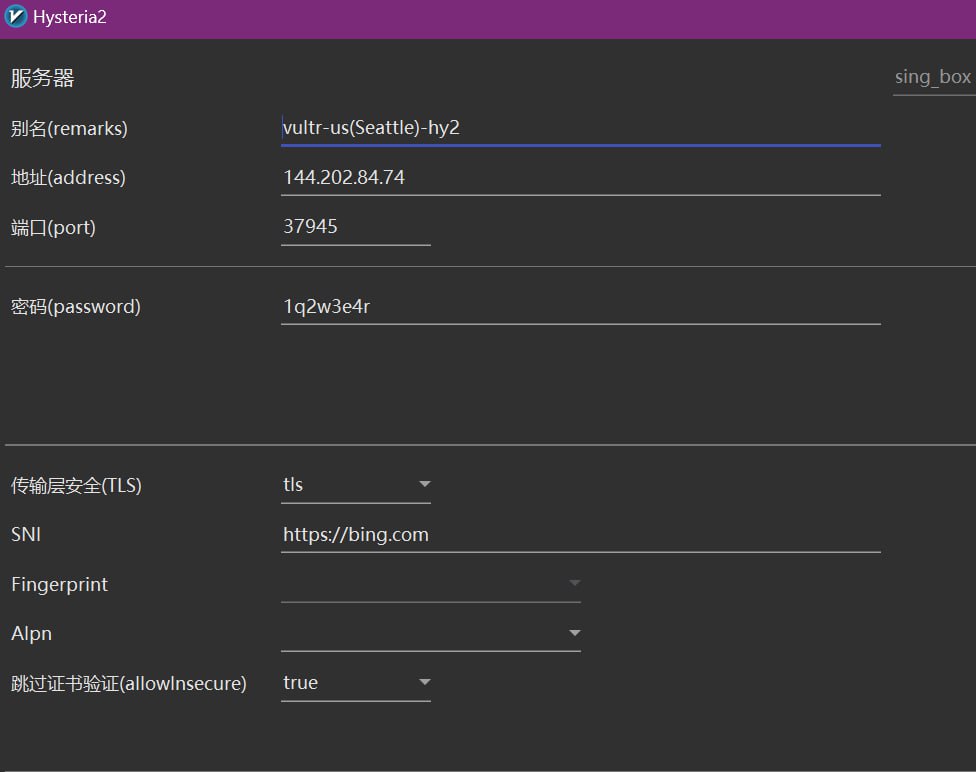 Hysteria2
服务器 sing_box
别名(remarks) vultr-us(Seattle)-hy2
地址(address) 144.202.84.74
端口(port) 37945
密码(password) 1q2w3e4r
传输层安全(TLS) tls
SNI https://bing.com
Fingerprint
Alpn
跳过证书验证(allowInsecure) true